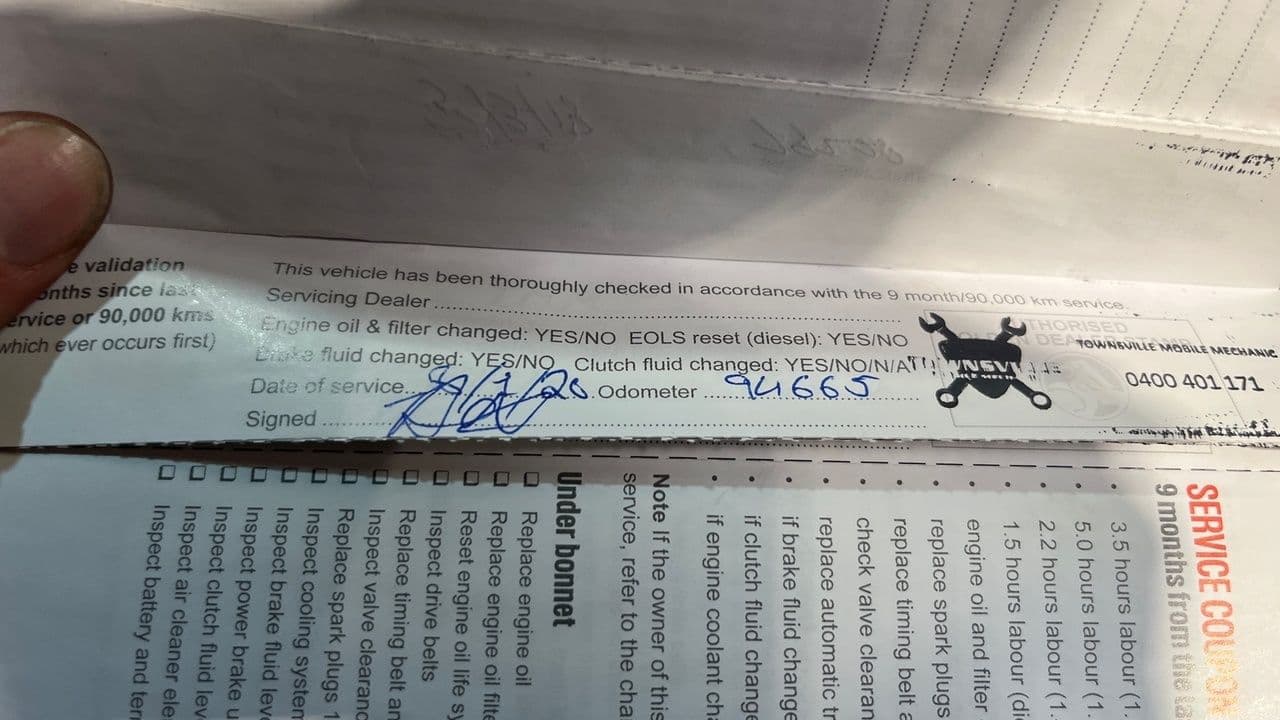 e validation
onths since last
ervice or 90,000 kms
which ever occurs first)
This vehicle has been thoroughly checked in accordance with the 9 month/90,000 km service.
Servicing Dealer
Engine oil & filter changed: YES/NO EOLS reset (diesel): YES/NO
Brake fluid changed: YES/NO Clutch fluid changed: YES/NO/N/A
Date of service Odometer 94665
Signed
THORISED
TOWNSVILLE MOBILE MECHANIC
0400 401 171
SERVICE COUPON
9 months from the la
3.5 hours labour (1.
5.0 hours labour (1.
2.2 hours labour (1.
1.5 hours labour (di
engine oil and filter
replace spark plugs
replace timing belt a
check valve clearan
replace automatic tr
if brake fluid change
if clutch fluid change
if engine coolant cha
Note If the owner of this
service, refer to the cha
Under bonnet
Replace engine oil
Replace engine oil filte
Reset engine oil life sy
Inspect drive belts
Replace timing belt an
Inspect valve clearanc
Replace spark plugs 1
Inspect cooling system
Inspect brake fluid leve
Inspect power brake u
Inspect clutch fluid lev
Inspect air cleaner ele
Inspect battery and ter